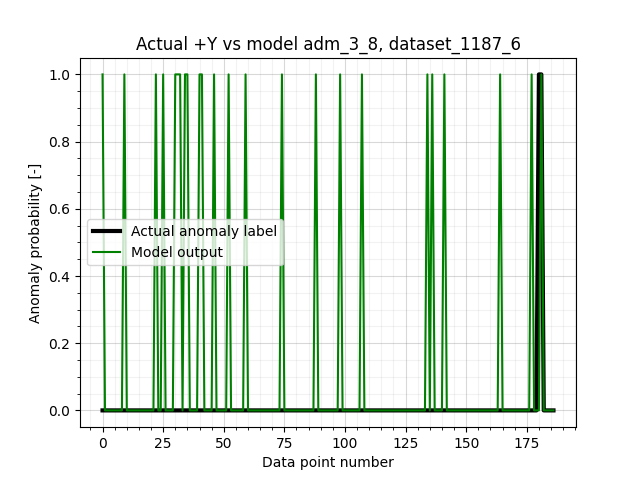 Actual +Y vs model adm_3_8, dataset_1187_6
Anomaly probability [-]
1.0
0.8
0.6
0.4
0.2
0.0
Actual anomaly label
Model output
0 25 50 75 100 125 150 175
Data point number